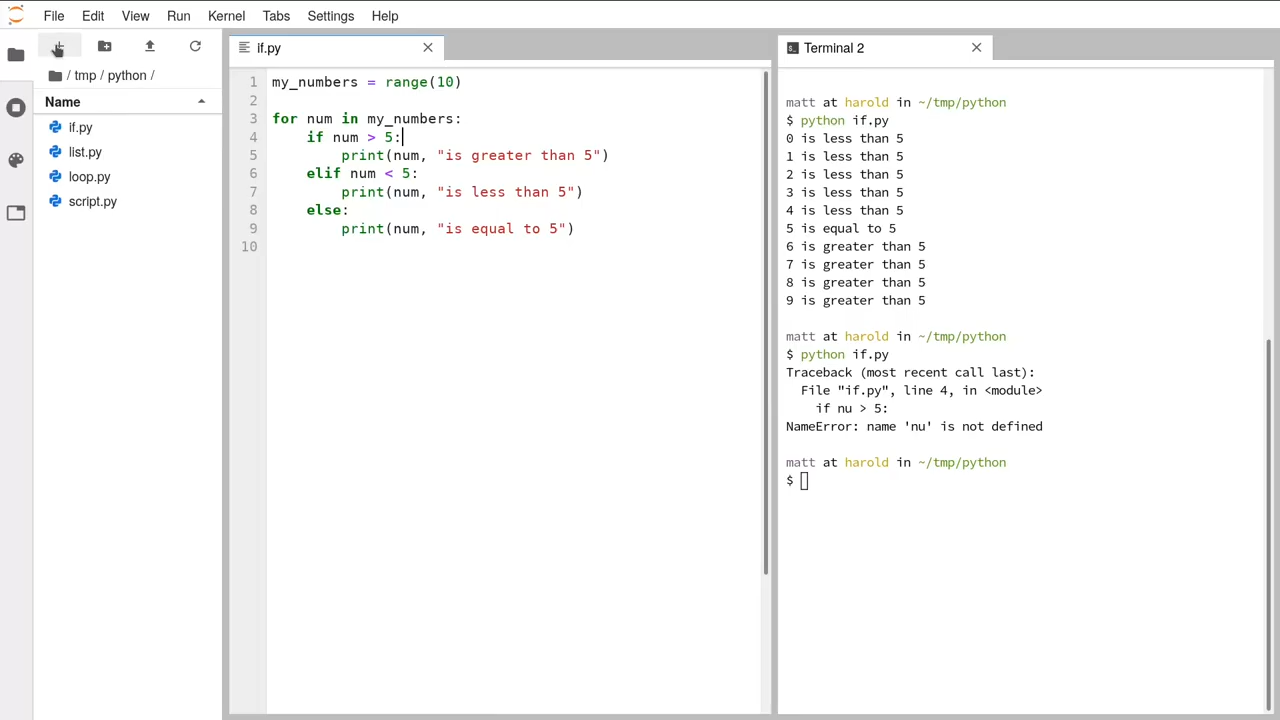 File Edit View Run Kernel Tabs Settings Help
/ tmp / python /
Name
if.py
list.py
loop.py
script.py
if.py
1 my_numbers = range(10)
2
3 for num in my_numbers:
4     if num > 5:
5         print(num, "is greater than 5")
6     elif num < 5:
7         print(num, "is less than 5")
8     else:
9         print(num, "is equal to 5")
10
Terminal 2
matt at harold in ~/tmp/python
$ python if.py
0 is less than 5
1 is less than 5
2 is less than 5
3 is less than 5
4 is less than 5
5 is equal to 5
6 is greater than 5
7 is greater than 5
8 is greater than 5
9 is greater than 5
matt at harold in ~/tmp/python
$ python if.py
Traceback (most recent call last):
  File "if.py", line 4, in <module>
    if nu > 5:
NameError: name 'nu' is not defined
matt at harold in ~/tmp/python
$